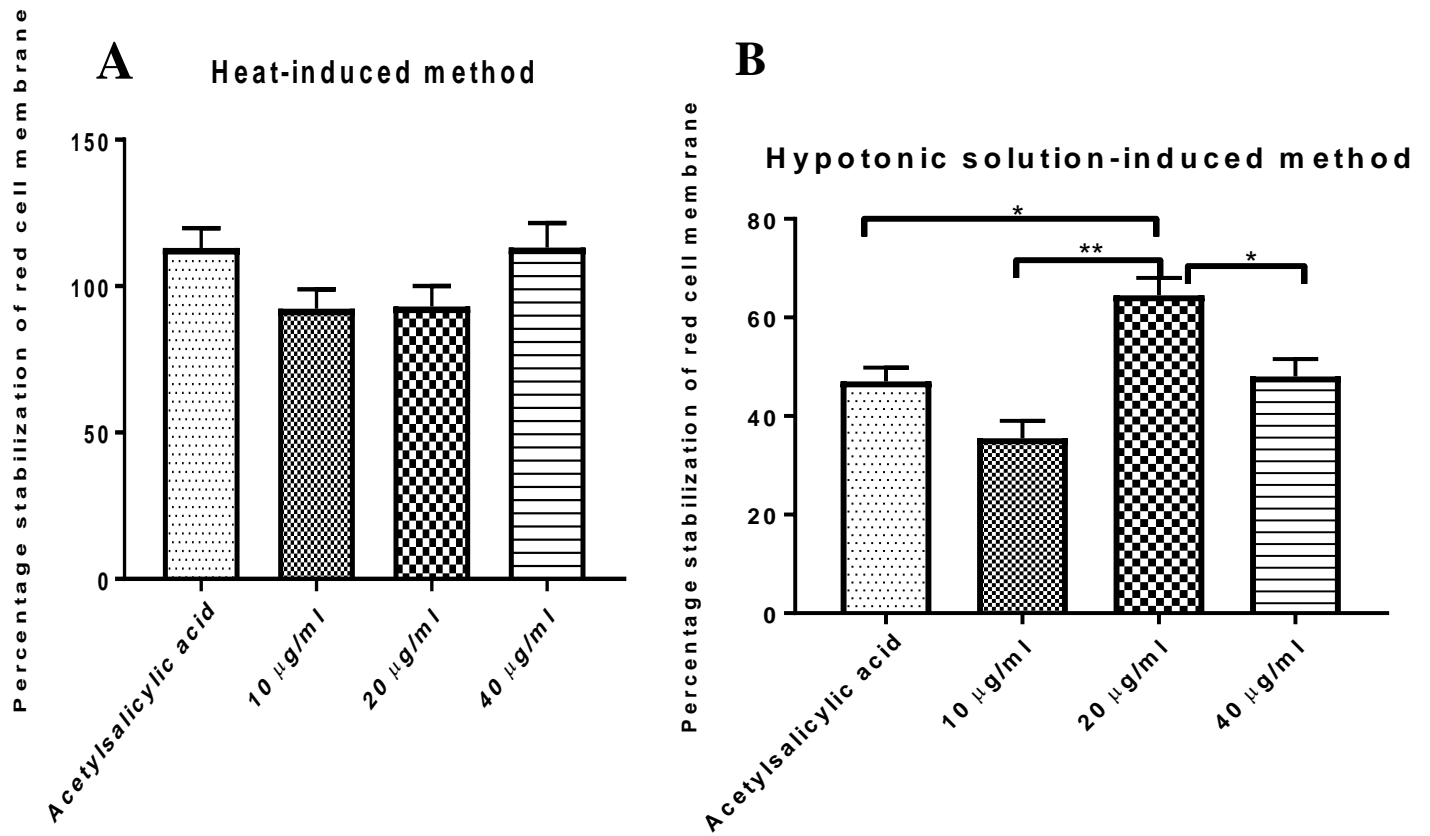 A
Heat-induced method
Percentage stabilization of red cell membrane
150
100
50
0
Acetylsalicylic acid
10 μg/ml
20 μg/ml
40 μg/ml
B
Hypotonic solution-induced method
Percentage stabilization of red cell membrane
80
60
40
20
0
*
**
*
Acetylsalicylic acid
10 μg/ml
20 μg/ml
40 μg/ml